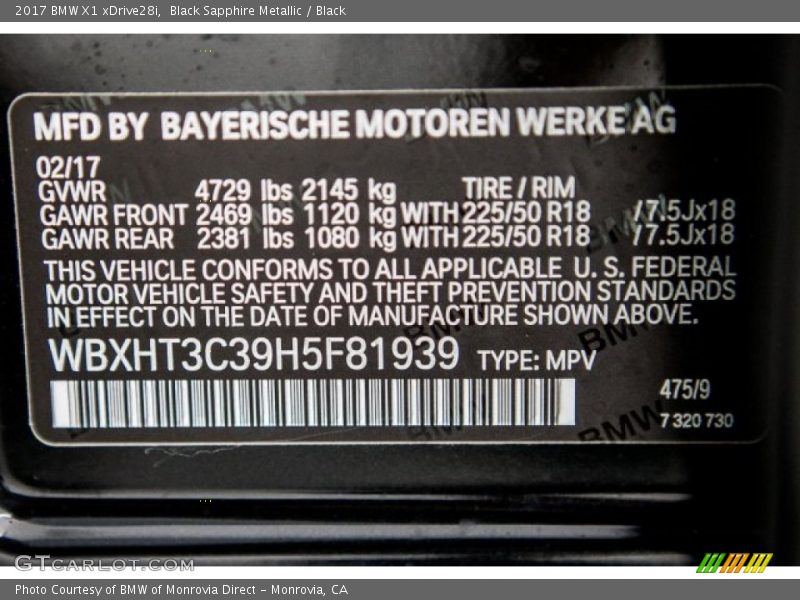 2017 BMW X1 xDrive28i, Black Sapphire Metallic / Black
MFD BY BAYERISCHE MOTOREN WERKE AG
02/17
GVWR 4729 lbs 2145 kg TIRE / RIM
GAWR FRONT 2469 lbs 1120 kg WITH 225/50 R18 /7.5Jx18
GAWR REAR 2381 lbs 1080 kg WITH 225/50 R18 /7.5Jx18
THIS VEHICLE CONFORMS TO ALL APPLICABLE U. S. FEDERAL
MOTOR VEHICLE SAFETY AND THEFT PREVENTION STANDARDS
IN EFFECT ON THE DATE OF MANUFACTURE SHOWN ABOVE.
WBXHT3C39H5F81939 TYPE: MPV
475/9
7 320 730
GTCARLOT.COM
Photo Courtesy of BMW of Monrovia Direct - Monrovia, CA